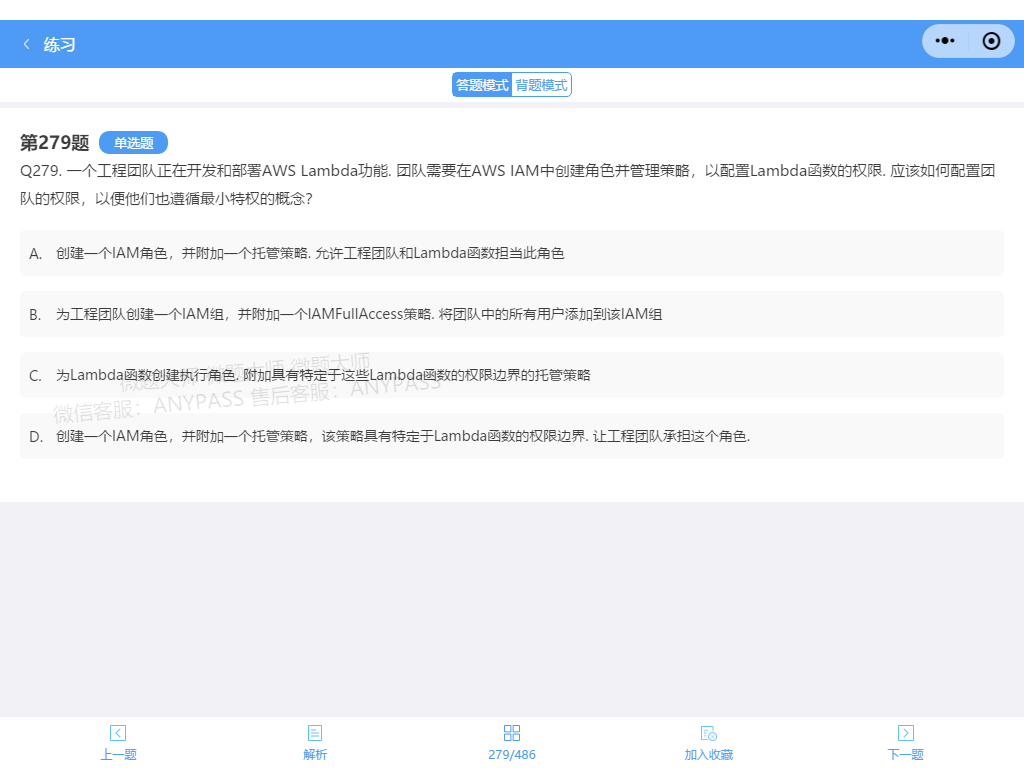 练习
答题模式 背题模式
第279题 单选题
Q279. 一个工程团队正在开发和部署AWS Lambda功能. 团队需要在AWS IAM中创建角色并管理策略，以配置Lambda函数的权限. 应该如何配置团
队的权限，以便他们也遵循最小特权的概念?
A. 创建一个IAM角色，并附加一个托管策略. 允许工程团队和Lambda函数担当此角色
B. 为工程团队创建一个IAM组，并附加一个IAMFullAccess策略. 将团队中的所有用户添加到该IAM组
微题大师 微题大师 微题大师
C. 为Lambda函数创建执行角色. 附加具有特定于这些Lambda函数的权限边界的托管策略
微信客服：ANYPASS 售后客服：ANYPASS
D. 创建一个IAM角色，并附加一个托管策略，该策略具有特定于Lambda函数的权限边界. 让工程团队承担这个角色.
上一题 解析 279/486 加入收藏 下一题